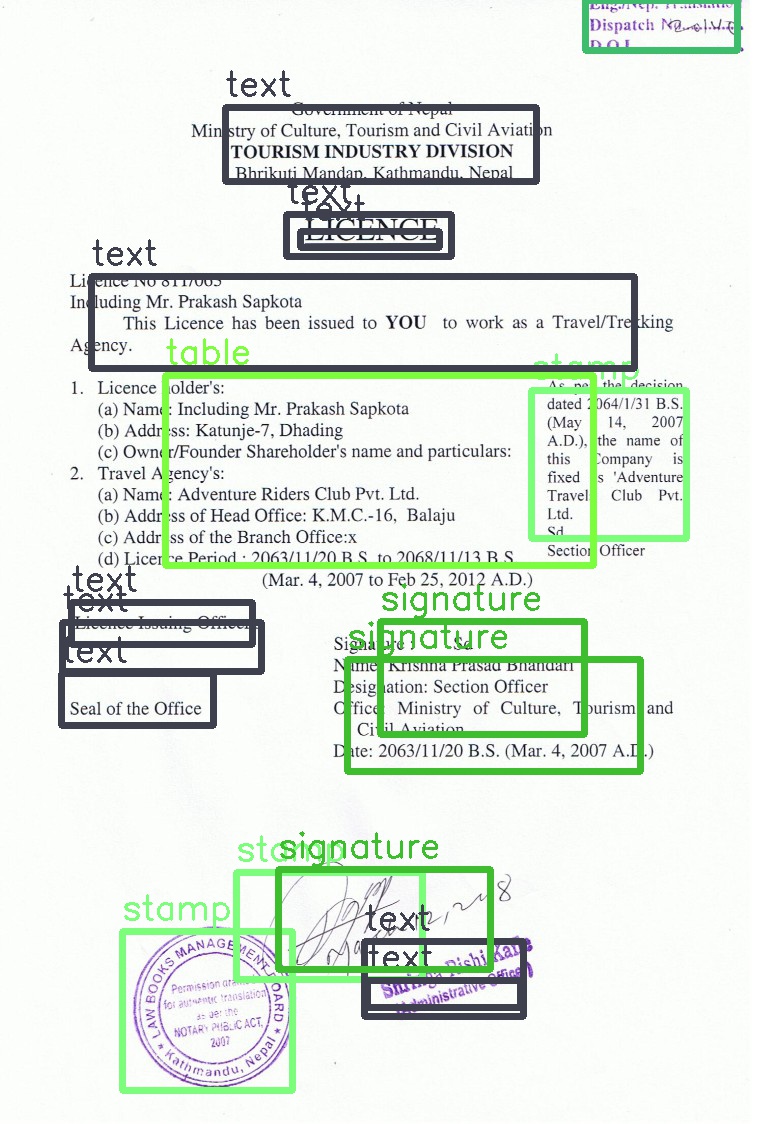 Eng./Nep. Translation
Dispatch No.
D.O.I.
text
Government of Nepal
Ministry of Culture, Tourism and Civil Aviation
TOURISM INDUSTRY DIVISION
Bhrikuti Mandap, Kathmandu, Nepal
text
text
LICENCE
text
Licence No 811/063
Including Mr. Prakash Sapkota
This Licence has been issued to YOU to work as a Travel/Trekking
Agency.
table
1. Licence holder's:
(a) Name: Including Mr. Prakash Sapkota
(b) Address: Katunje-7, Dhading
(c) Owner/Founder Shareholder's name and particulars:
2. Travel Agency's:
(a) Name: Adventure Riders Club Pvt. Ltd.
(b) Address of Head Office: K.M.C.-16, Balaju
(c) Address of the Branch Office:x
(d) Licence Period : 2063/11/20 B.S. to 2068/11/13 B.S.
(Mar. 4, 2007 to Feb 25, 2012 A.D.)
stamp
As per the decision
dated 2064/1/31 B.S.
(May 14, 2007
A.D.), the name of
this Company is
fixed as 'Adventure
Travels Club Pvt.
Ltd.
Sd.
Section Officer
text
text
Licence Issuing Officer
text
Seal of the Office
signature
signature
Signature : Sd
Name: Krishna Prasad Bhandari
Designation: Section Officer
Office: Ministry of Culture, Tourism and
Civil Aviation
Date: 2063/11/20 B.S. (Mar. 4, 2007 A.D.)
stamp
signature
stamp
LAW BOOKS MANAGEMENT BOARD
Permission granted
for authentic translation
as per the
NOTARY PUBLIC ACT,
2007
Kathmandu, Nepal
text
text
Rishi
(Administrative Officer)